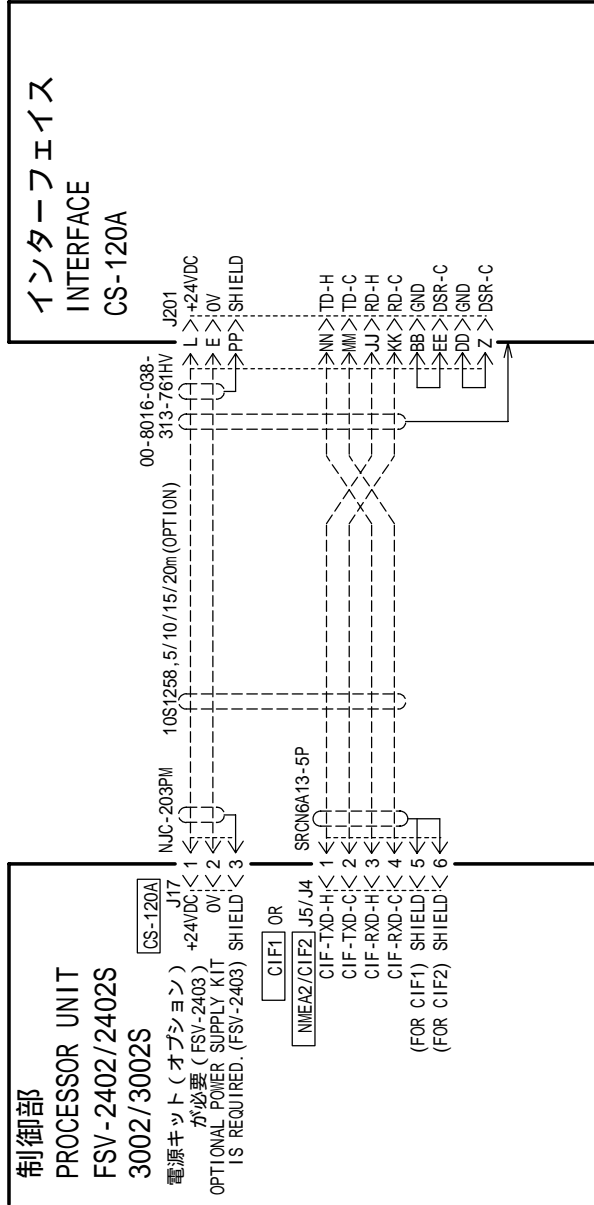 制御部
PROCESSOR UNIT
FSV-2402/2402S
3002/3002S
電源キット(オプション)
が必要(FSV-2403)
OPTIONAL POWER SUPPLY KIT
IS REQUIRED.(FSV-2403)
CS-120A
J17
+24VDC 1
0V 2
SHIELD 3
NJC-203PM
10S1258,5/10/15/20m(OPTION)
00-8016-038-
313-761HV
CIF1 OR
NMEA2/CIF2 J5/J4
CIF-TXD-H 1
CIF-TXD-C 2
CIF-RXD-H 3
CIF-RXD-C 4
(FOR CIF1) SHIELD 5
(FOR CIF2) SHIELD 6
SRCN6A13-5P
インターフェイス
INTERFACE
CS-120A
J201
L +24VDC
E 0V
PP SHIELD
NN TD-H
MM TD-C
JJ RD-H
KK RD-C
BB GND
EE DSR-C
DD GND
Z DSR-C